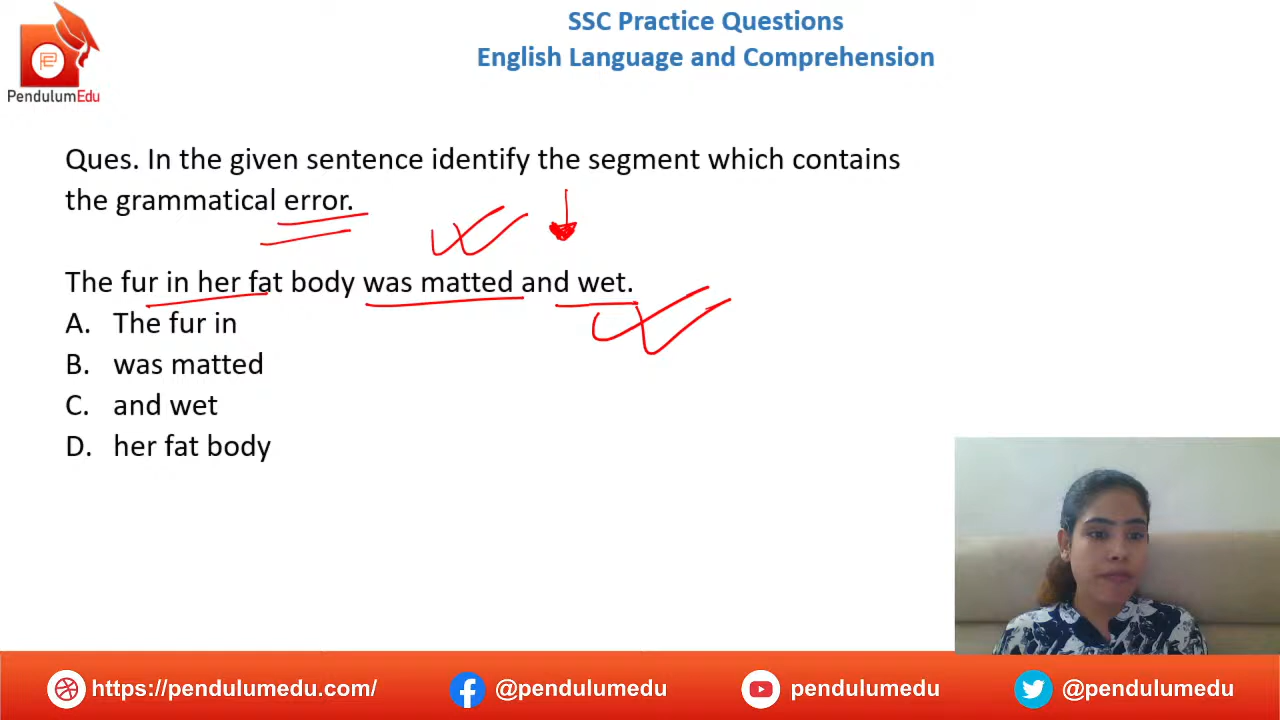 SSC Practice Questions
English Language and Comprehension
PendulumEdu
Ques. In the given sentence identify the segment which contains
the grammatical error.
The fur in her fat body was matted and wet.
A. The fur in
B. was matted
C. and wet
D. her fat body
https://pendulumedu.com/
@pendulumedu
pendulumedu
@pendulumedu